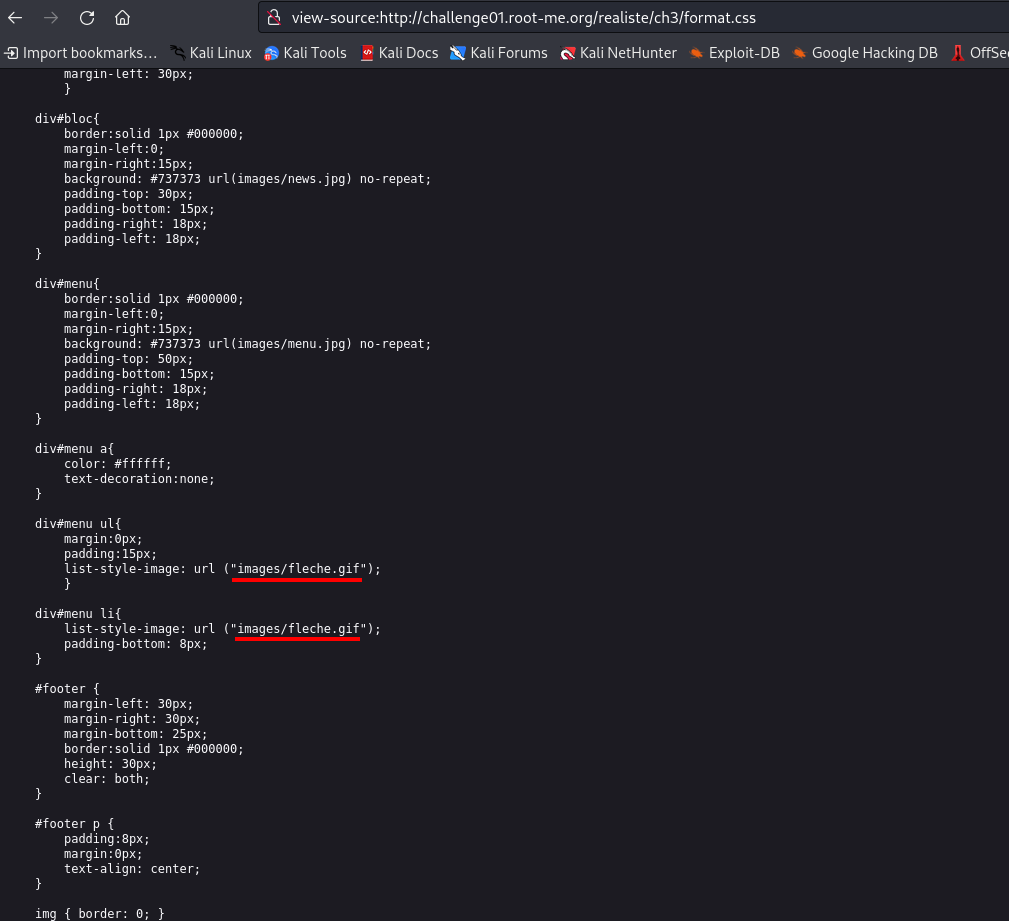 view-source:http://challenge01.root-me.org/realiste/ch3/format.css
Import bookmarks... Kali Linux Kali Tools Kali Docs Kali Forums Kali NetHunter Exploit-DB Google Hacking DB OffSe
margin-left: 30px;
}
div#bloc{
border:solid 1px #000000;
margin-left:0;
margin-right:15px;
background: #737373 url(images/news.jpg) no-repeat;
padding-top: 30px;
padding-bottom: 15px;
padding-right: 18px;
padding-left: 18px;
}
div#menu{
border:solid 1px #000000;
margin-left:0;
margin-right:15px;
background: #737373 url(images/menu.jpg) no-repeat;
padding-top: 50px;
padding-bottom: 15px;
padding-right: 18px;
padding-left: 18px;
}
div#menu a{
color: #ffffff;
text-decoration:none;
}
div#menu ul{
margin:0px;
padding:15px;
list-style-image: url ("images/fleche.gif");
}
div#menu li{
list-style-image: url ("images/fleche.gif");
padding-bottom: 8px;
}
#footer {
margin-left: 30px;
margin-right: 30px;
margin-bottom: 25px;
border:solid 1px #000000;
height: 30px;
clear: both;
}
#footer p {
padding:8px;
margin:0px;
text-align: center;
}
img { border: 0; }